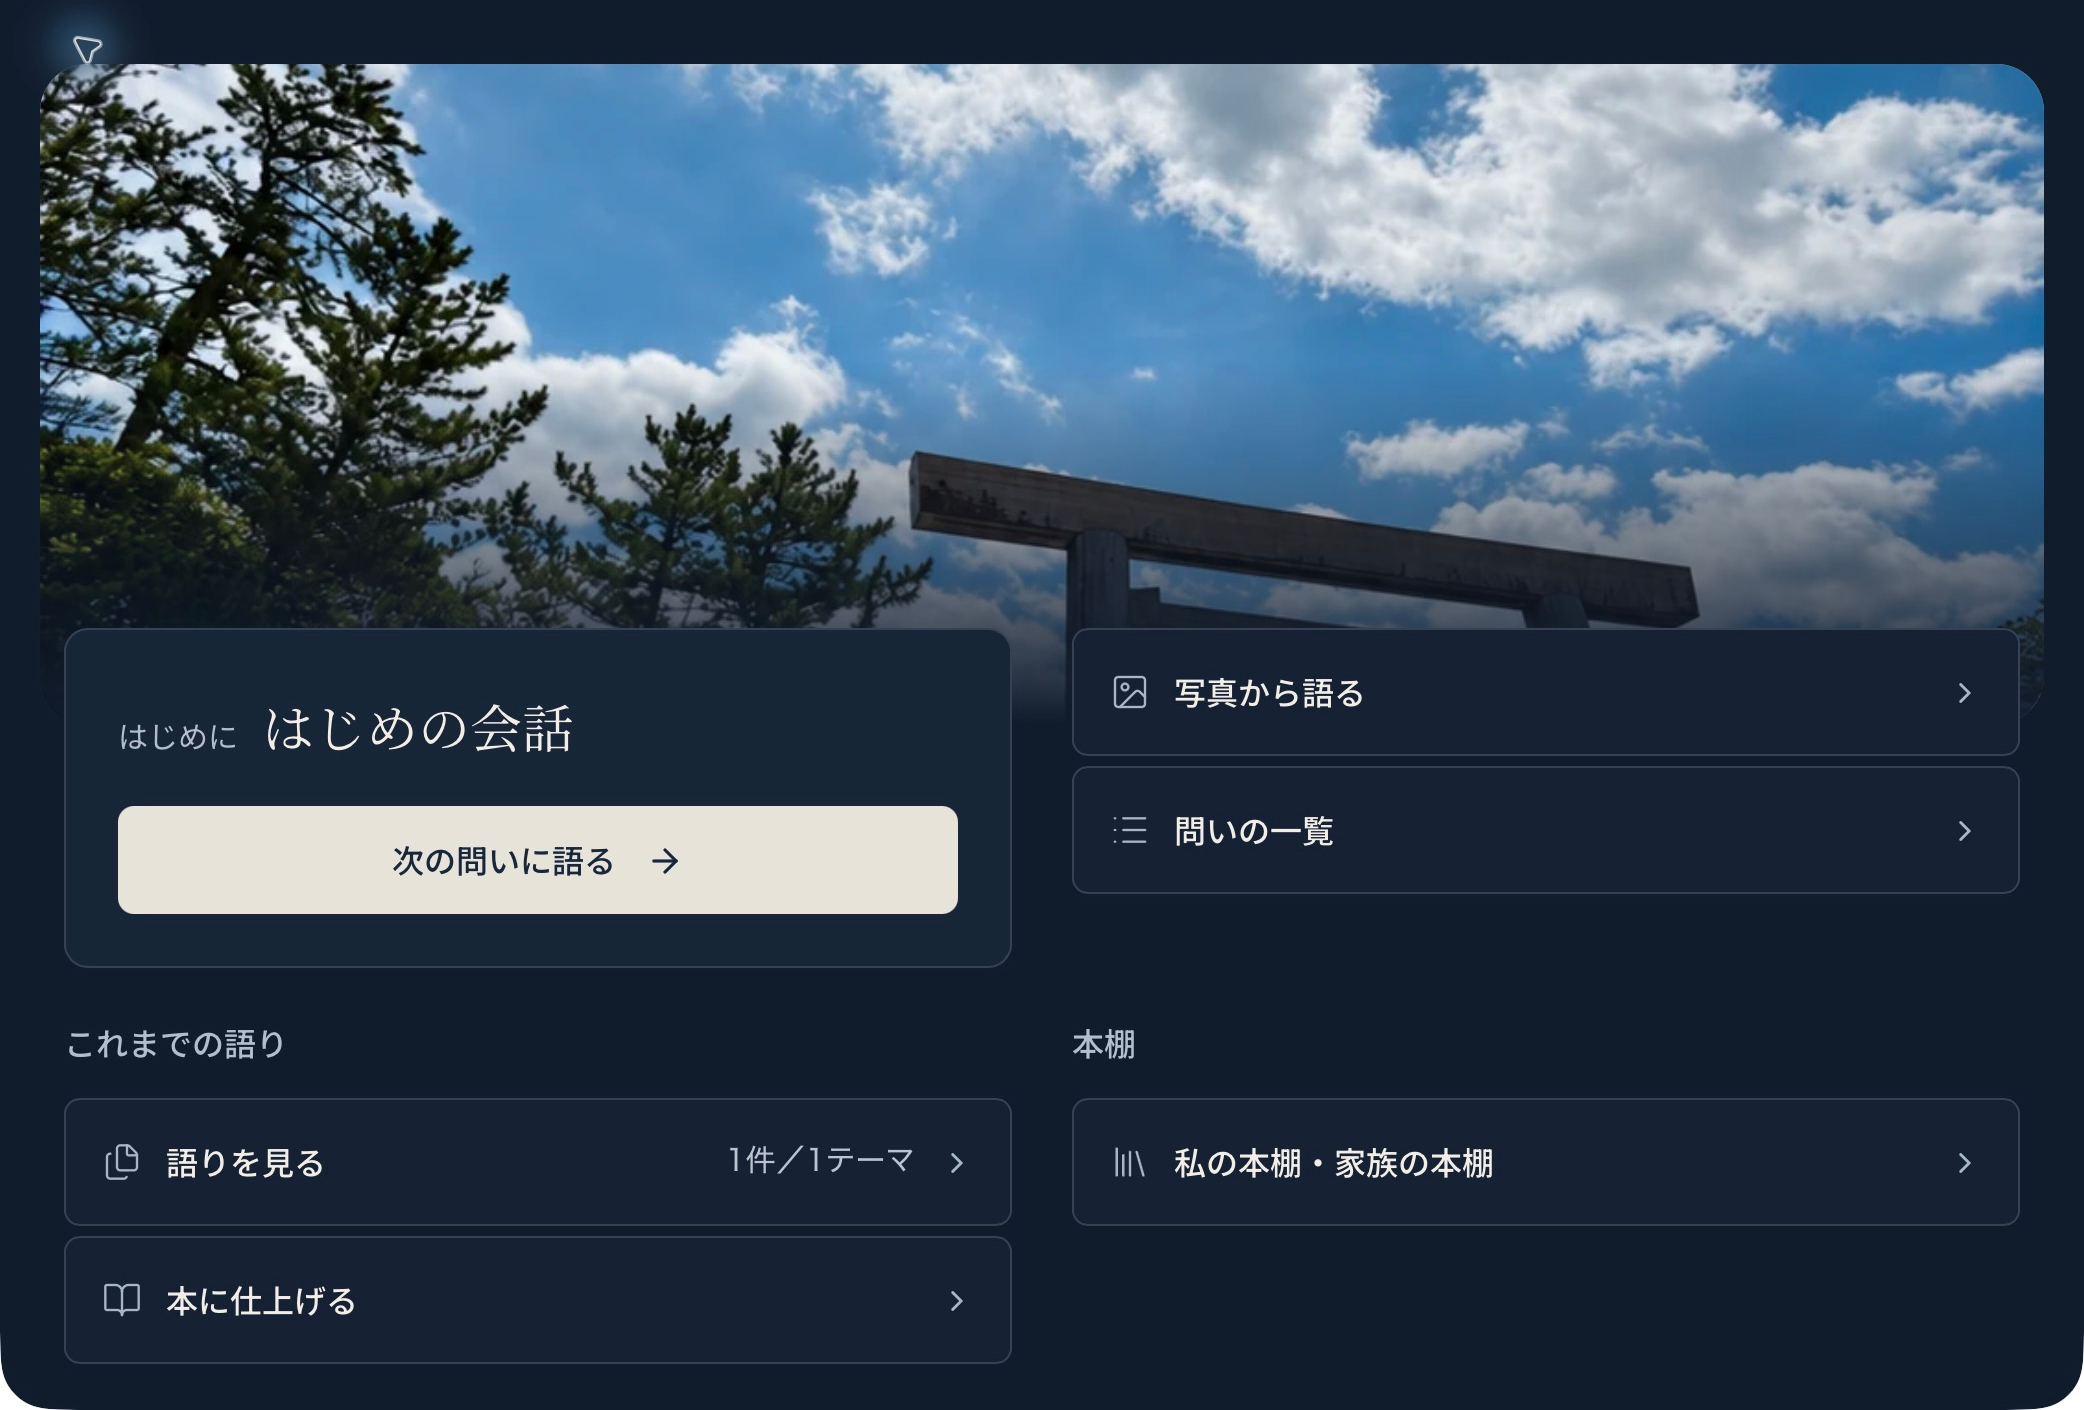 はじめに はじめの会話
次の問いに語る
写真から語る
問いの一覧
これまでの語り
語りを見る 1件／1テーマ
本に仕上げる
本棚
私の本棚・家族の本棚